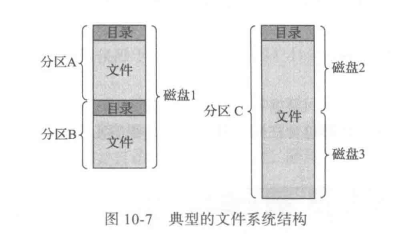 目录
分区A
文件
磁盘1
目录
分区B
文件
目录
磁盘2
分区 C
文件
磁盘3
图 10-7 典型的文件系统结构